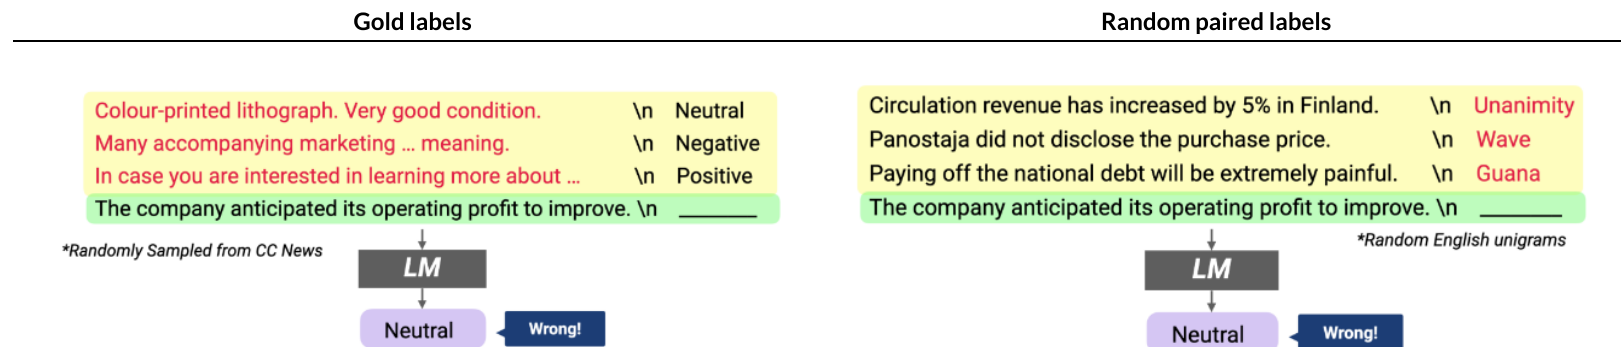 Gold labels
Colour-printed lithograph. Very good condition. \n Neutral
Many accompanying marketing ... meaning. \n Negative
In case you are interested in learning more about ... \n Positive
The company anticipated its operating profit to improve. \n ________
*Randomly Sampled from CC News
LM
Neutral
Wrong!
Random paired labels
Circulation revenue has increased by 5% in Finland. \n Unanimity
Panostaja did not disclose the purchase price. \n Wave
Paying off the national debt will be extremely painful. \n Guana
The company anticipated its operating profit to improve. \n ________
*Random English unigrams
LM
Neutral
Wrong!